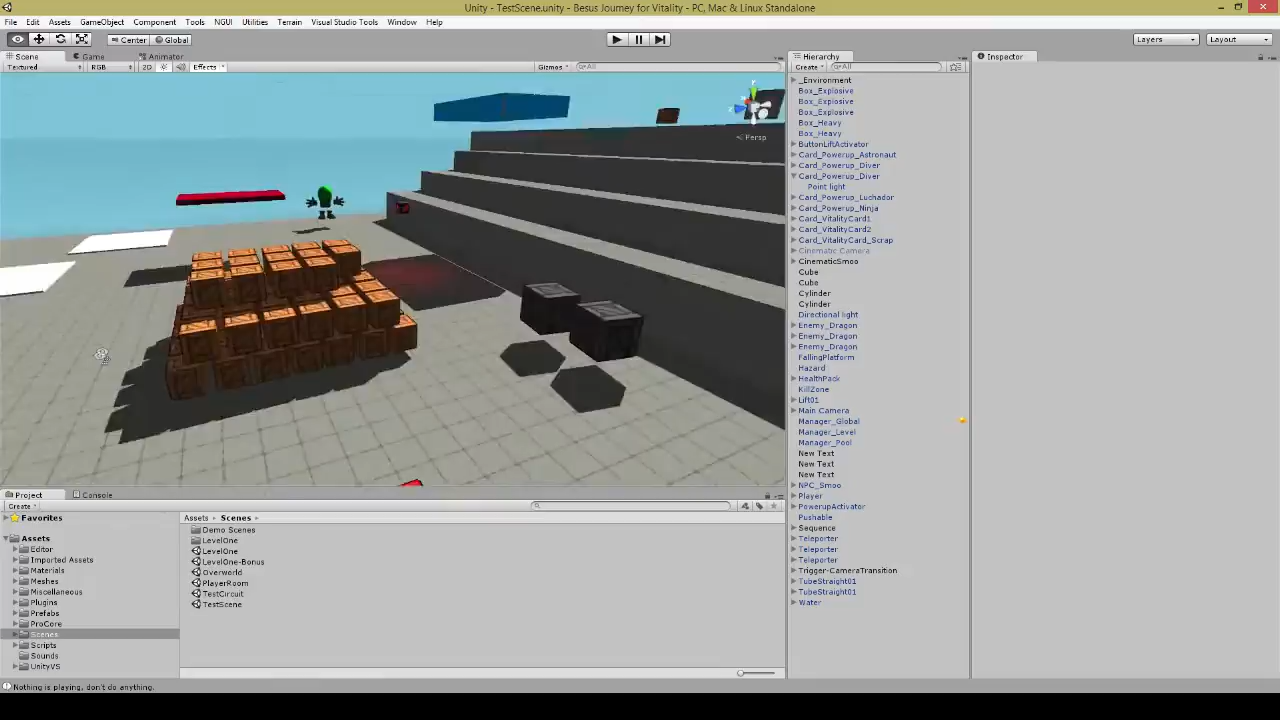 Unity - TestScene.unity - Besus Journey for Vitality - PC, Mac & Linux Standalone
File Edit Assets GameObject Component Tools NGUI Utilities Terrain Visual Studio Tools Window Help
Center Global Layers Layout
Scene Game Animator
Textured RGB 2D Effects Gizmos All
Persp
Hierarchy
Create All
_Environment
Box_Explosive
Box_Explosive
Box_Explosive
Box_Heavy
Box_Heavy
ButtonLiftActivator
Card_Powerup_Astronaut
Card_Powerup_Diver
Card_Powerup_Diver
Point light
Card_Powerup_Luchador
Card_Powerup_Ninja
Card_VitalityCard1
Card_VitalityCard2
Card_VitalityCard_Scrap
Cinematic Camera
CinematicSmoo
Cube
Cube
Cylinder
Cylinder
Directional light
Enemy_Dragon
Enemy_Dragon
Enemy_Dragon
FallingPlatform
Hazard
HealthPack
KillZone
Lift01
Main Camera
Manager_Global
Manager_Level
Manager_Pool
New Text
New Text
New Text
NPC_Smoo
Player
PowerupActivator
Pushable
Sequence
Teleporter
Teleporter
Teleporter
Trigger-CameraTransition
TubeStraight01
TubeStraight01
Water
Inspector
Project Console
Create
Favorites
Assets
Editor
Imported Assets
Materials
Meshes
Miscellaneous
Plugins
Prefabs
ProCore
Scenes
Scripts
Sounds
UnityVS
Assets Scenes
Demo Scenes
LevelOne
LevelOne
LevelOne-Bonus
Overworld
PlayerRoom
TestCircuit
TestScene
Nothing is playing, don't do anything.